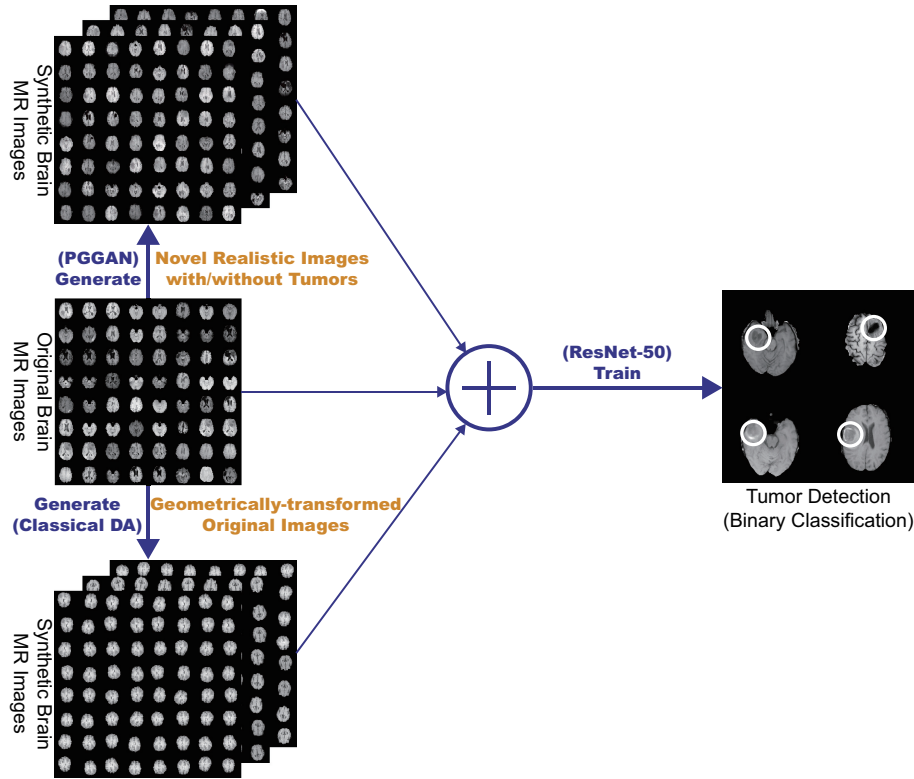 Synthetic Brain
MR Images
(PGGAN)
Generate
Novel Realistic Images
with/without Tumors
Original Brain
MR Images
(ResNet-50)
Train
Tumor Detection
(Binary Classification)
Generate
(Classical DA)
Geometrically-transformed
Original Images
Synthetic Brain
MR Images